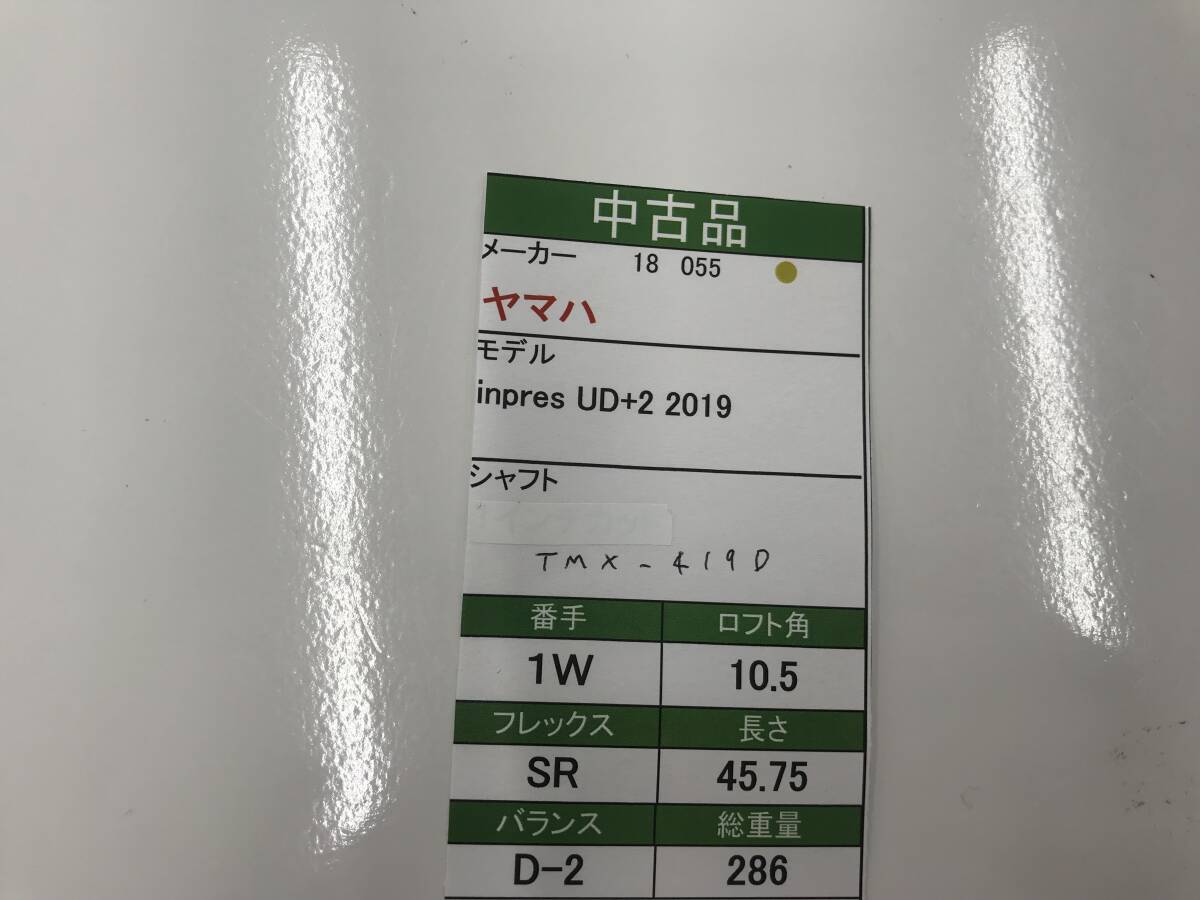 中古品
メーカー 18 055
ヤマハ
モデル
inpres UD+2 2019
シャフト
TMX-419D
番手 ロフト角
1W 10.5
フレックス 長さ
SR 45.75
バランス 総重量
D-2 286